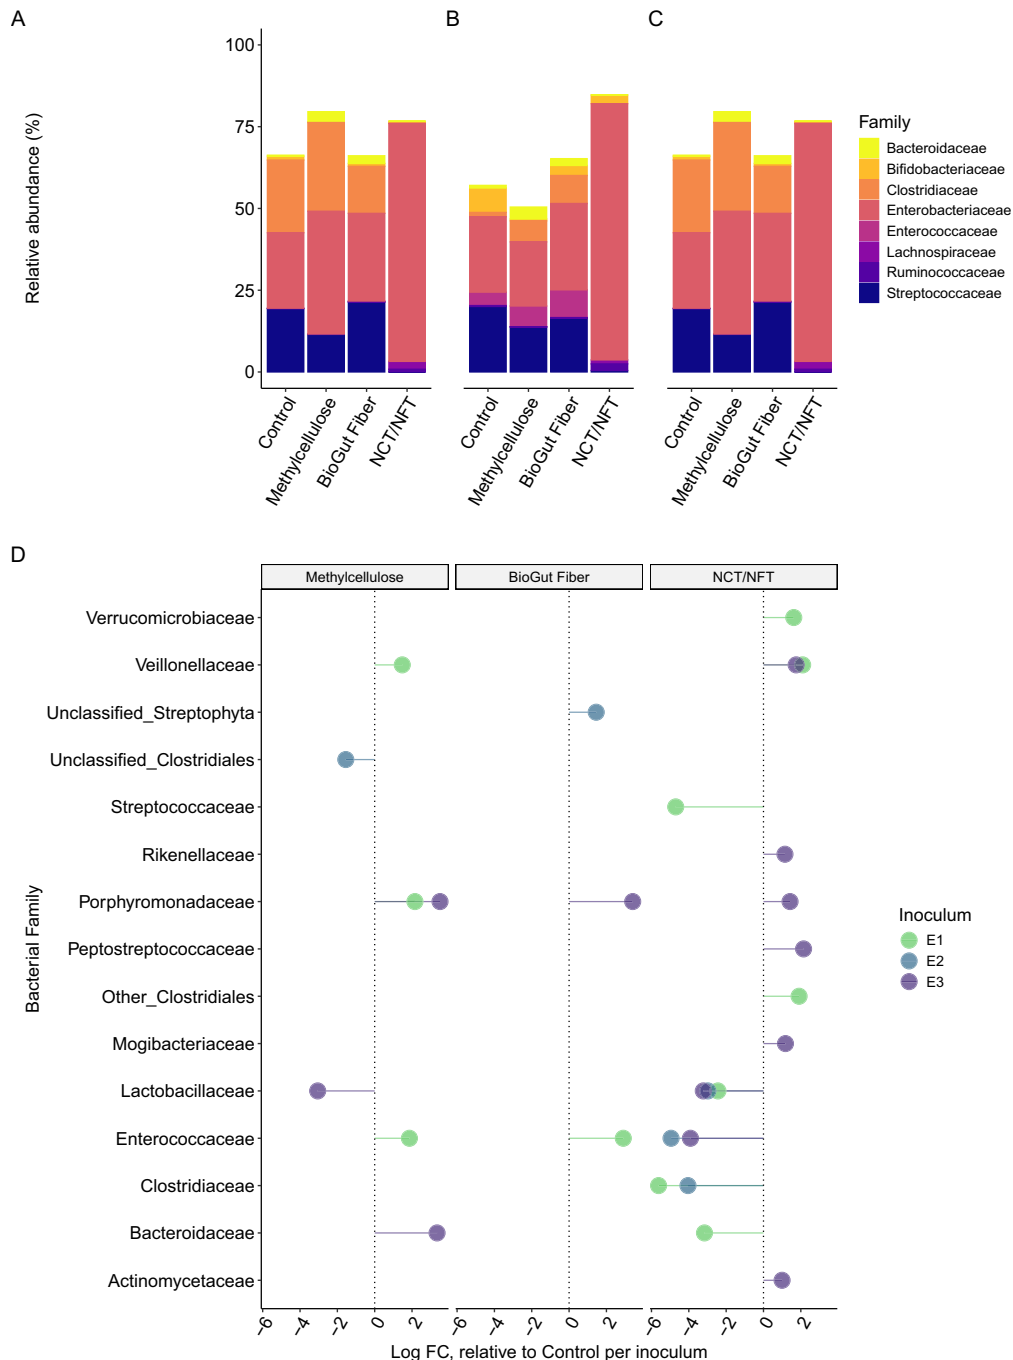 A
B
C
Relative abundance (%)
100
75
50
25
0
Control
Methylcellulose
BioGut Fiber
NCT/NFT
Control
Methylcellulose
BioGut Fiber
NCT/NFT
Control
Methylcellulose
BioGut Fiber
NCT/NFT
Family
Bacteroidaceae
Bifidobacteriaceae
Clostridiaceae
Enterobacteriaceae
Enterococcaceae
Lachnospiraceae
Ruminococcaceae
Streptococcaceae
D
Methylcellulose
BioGut Fiber
NCT/NFT
Bacterial Family
Verrucomicrobiaceae
Veillonellaceae
Unclassified_Streptophyta
Unclassified_Clostridiales
Streptococcaceae
Rikenellaceae
Porphyromonadaceae
Peptostreptococcaceae
Other_Clostridiales
Mogibacteriaceae
Lactobacillaceae
Enterococcaceae
Clostridiaceae
Bacteroidaceae
Actinomycetaceae
−6 −4 −2 0 2
−6 −4 −2 0 2
−6 −4 −2 0 2
Log FC, relative to Control per inoculum
Inoculum
E1
E2
E3